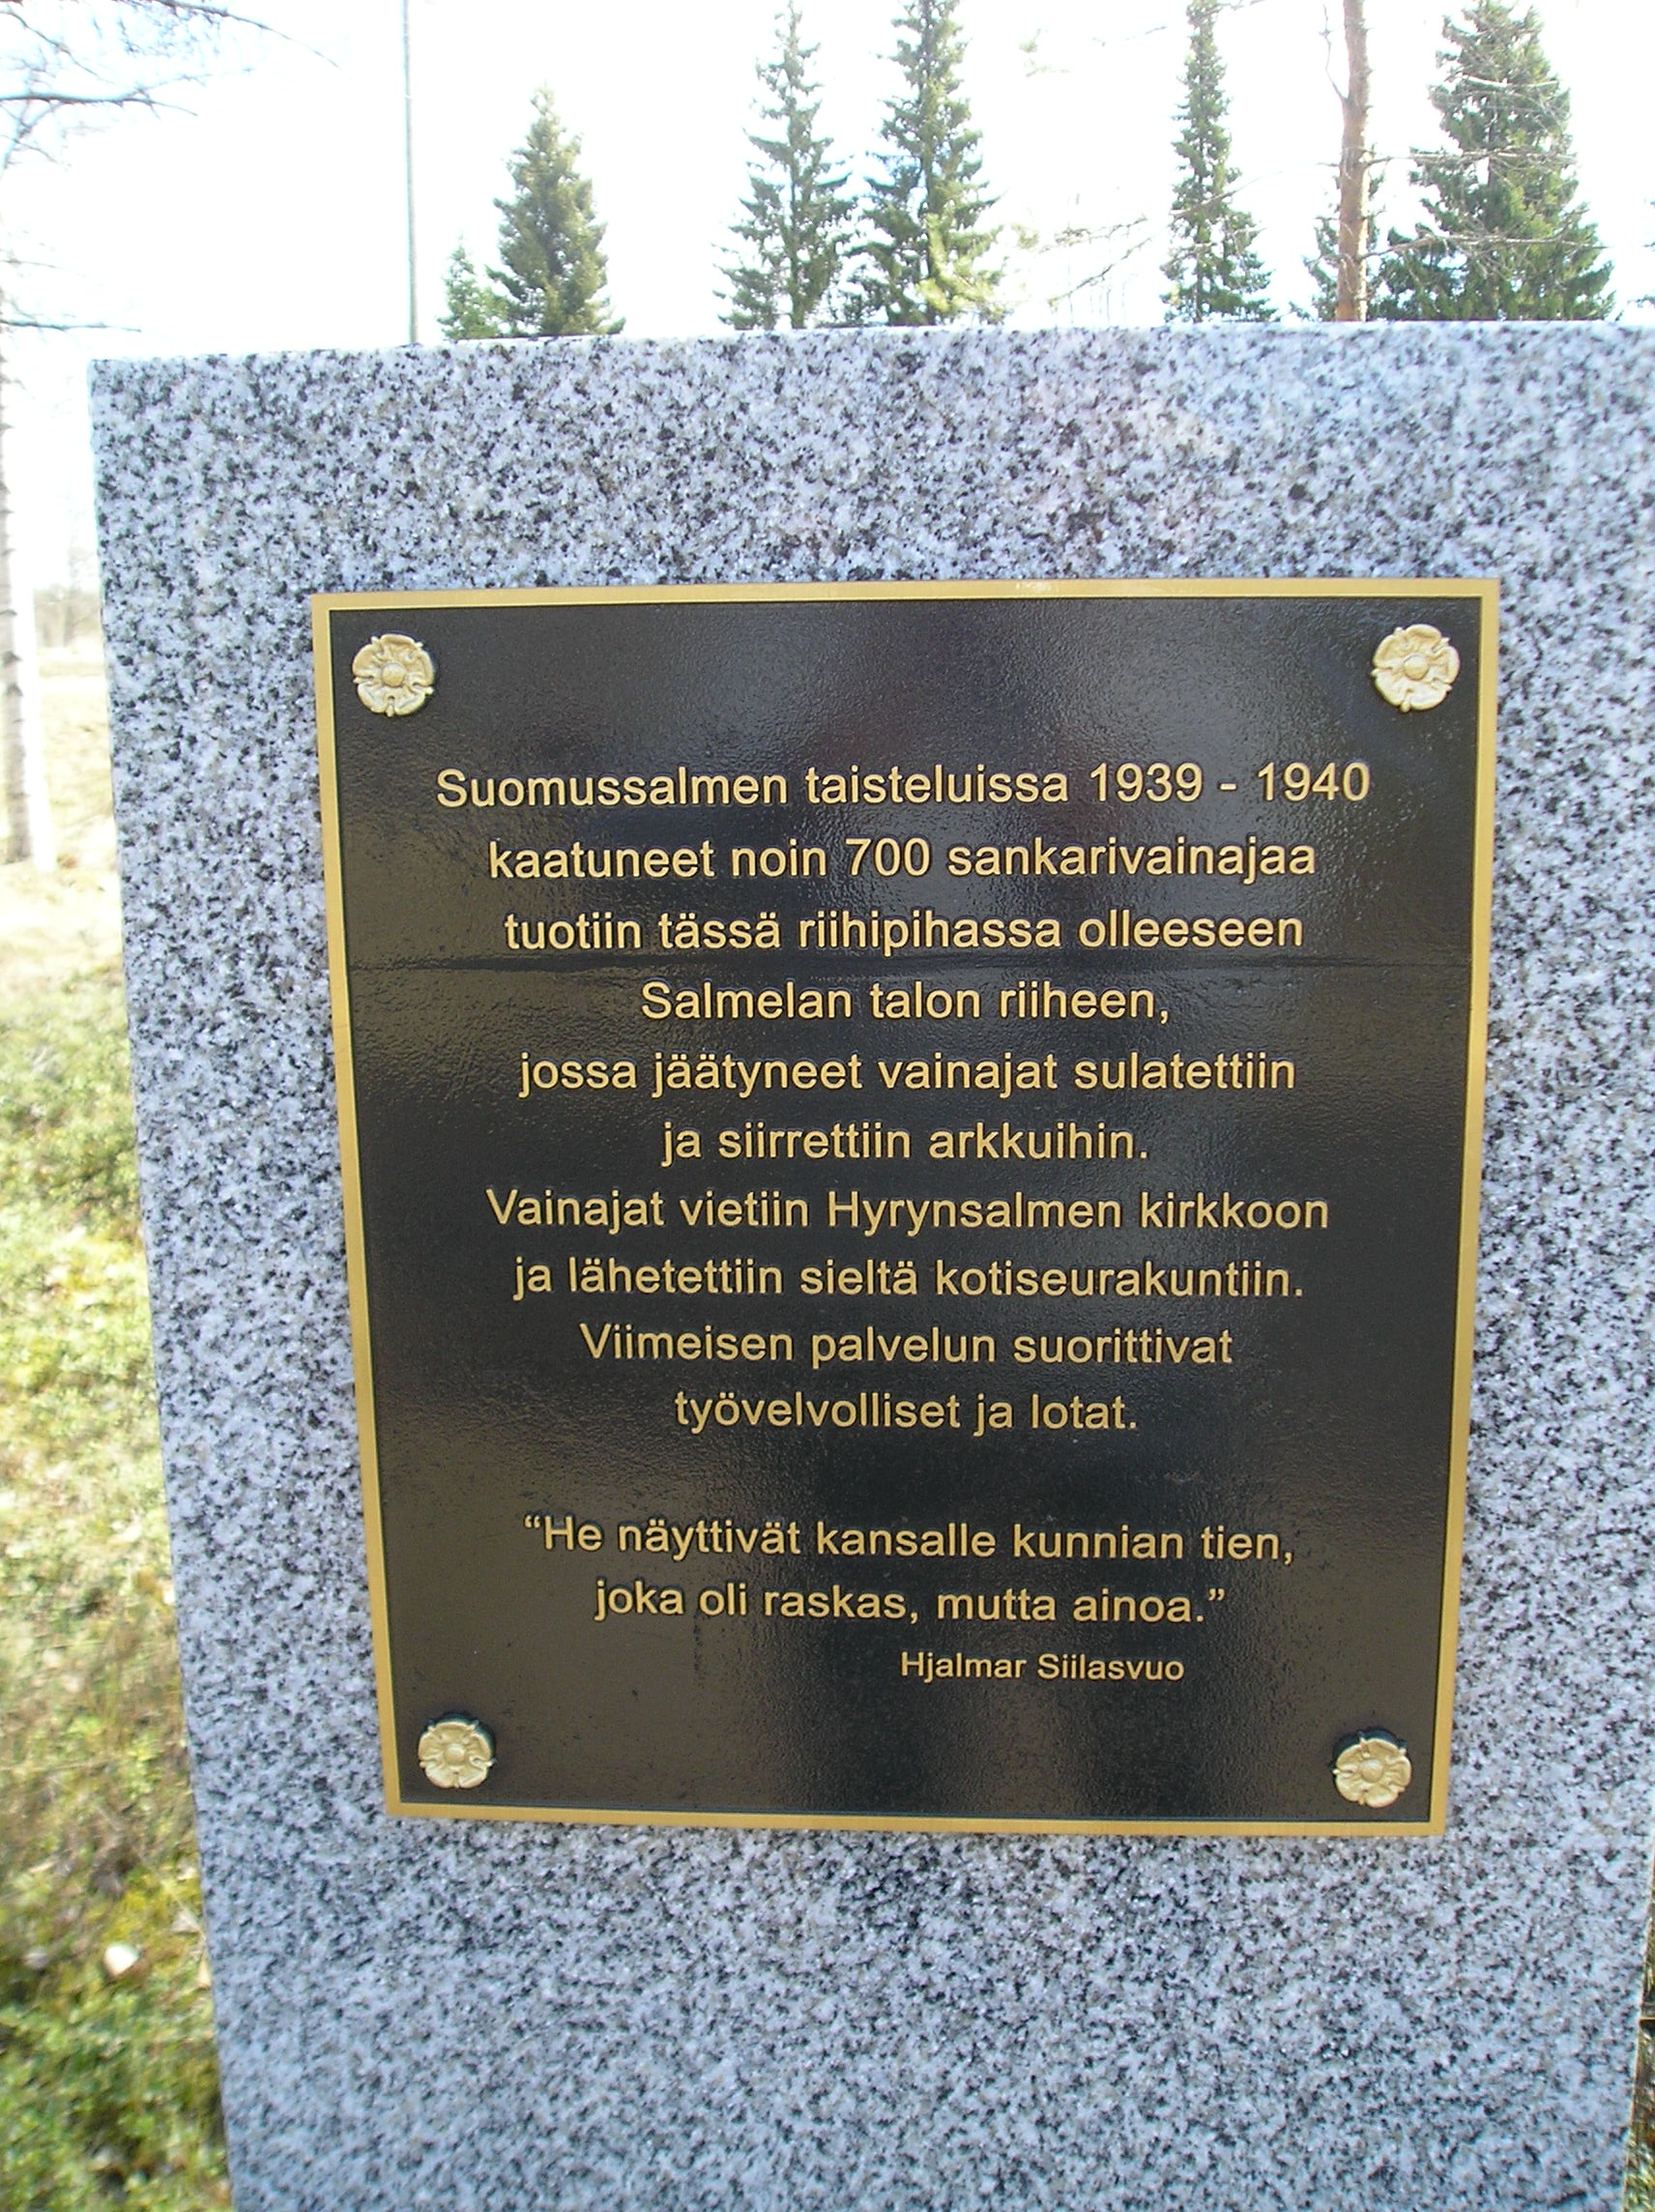 Suomussalmen taisteluissa 1939 - 1940
kaatuneet noin 700 sankarivainajaa
tuotiin tässä riihipihassa olleeseen
Salmelan talon riiheen,
jossa jäätyneet vainajat sulatettiin
ja siirrettiin arkkuihin.
Vainajat vietiin Hyrynsalmen kirkkoon
ja lähetettiin sieltä kotiseurakuntiin.
Viimeisen palvelun suorittivat
työvelvolliset ja lotat.
“He näyttivät kansalle kunnian tien,
joka oli raskas, mutta ainoa.”
Hjalmar Siilasvuo